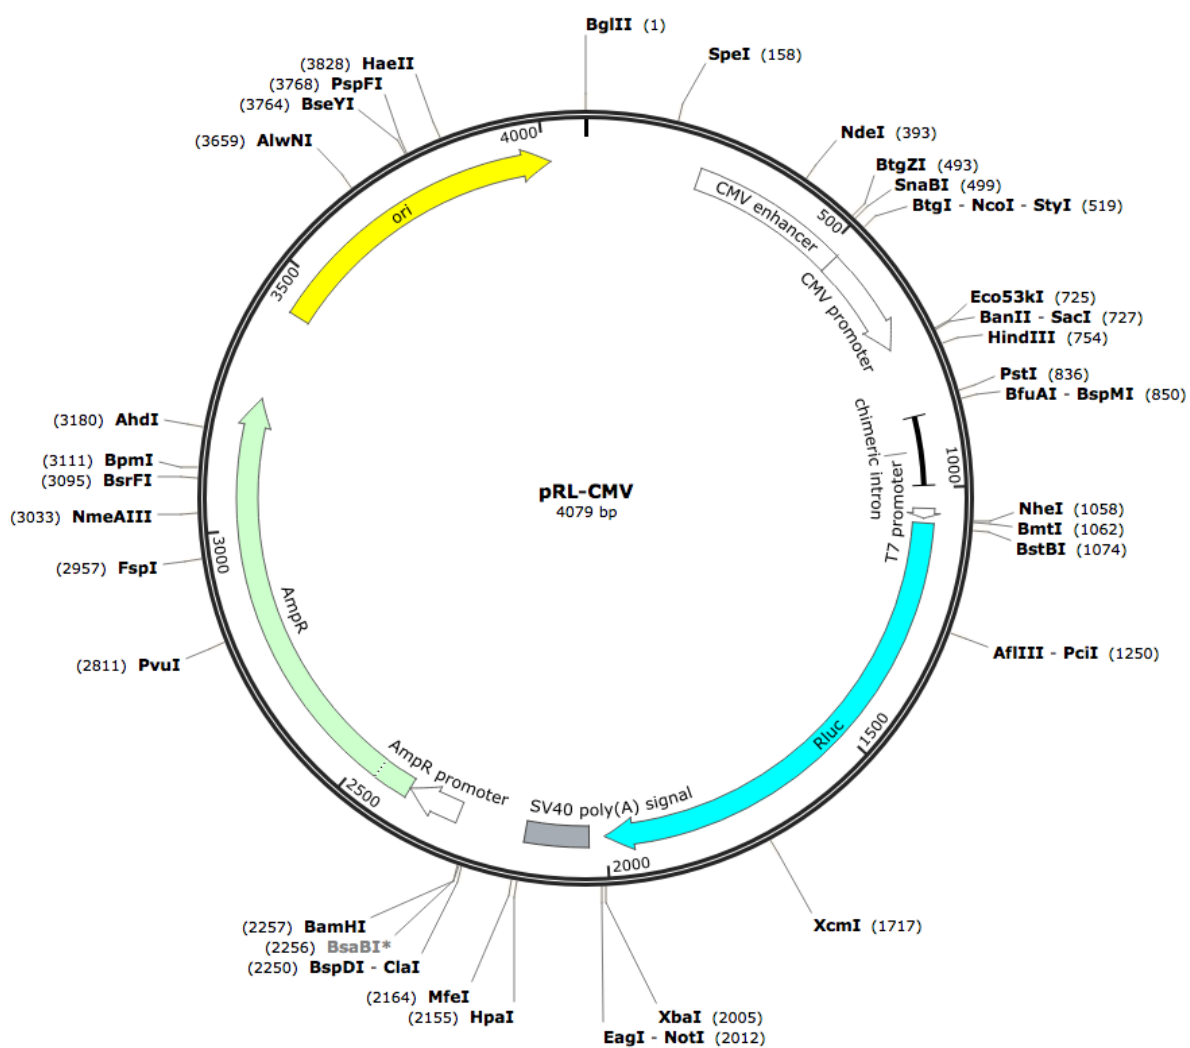 BglII (1)
SpeI (158)
NdeI (393)
BtgZI (493)
SnaBI (499)
BtgI - NcoI - StyI (519)
Eco53kI (725)
BanII - SacI (727)
HindIII (754)
PstI (836)
BfuAI - BspMI (850)
NheI (1058)
BmtI (1062)
BstBI (1074)
AflIII - PciI (1250)
XcmI (1717)
XbaI (2005)
EagI - NotI (2012)
(2155) HpaI
(2164) MfeI
(2250) BspDI - ClaI
(2256) BsaBI*
(2257) BamHI
(2811) PvuI
(2957) FspI
(3033) NmeAIII
(3095) BsrFI
(3111) BpmI
(3180) AhdI
(3659) AlwNI
(3764) BseYI
(3768) PspFI
(3828) HaeII
500
1000
1500
2000
2500
3000
3500
4000
CMV enhancer
CMV promoter
chimeric intron
T7 promoter
Rluc
SV40 poly(A) signal
AmpR promoter
AmpR
ori
pRL-CMV
4079 bp